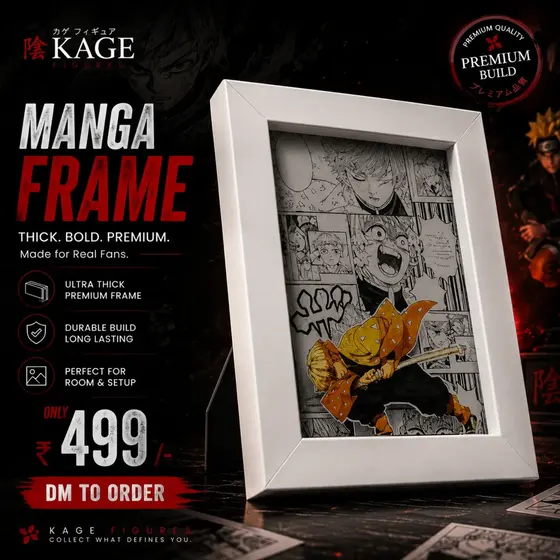 カゲ フィギュア
陰 KAGE
FIGURES
PREMIUM QUALITY
PREMIUM
BUILD
プレミアム品質
MANGA
FRAME
THICK. BOLD. PREMIUM.
Made for Real Fans.
ULTRA THICK
PREMIUM FRAME
DURABLE BUILD
LONG LASTING
PERFECT FOR
ROOM & SETUP
ONLY
₹ 499/-
DM TO ORDER
KAGE FIGURES
COLLECT WHAT DEFINES YOU.
陰